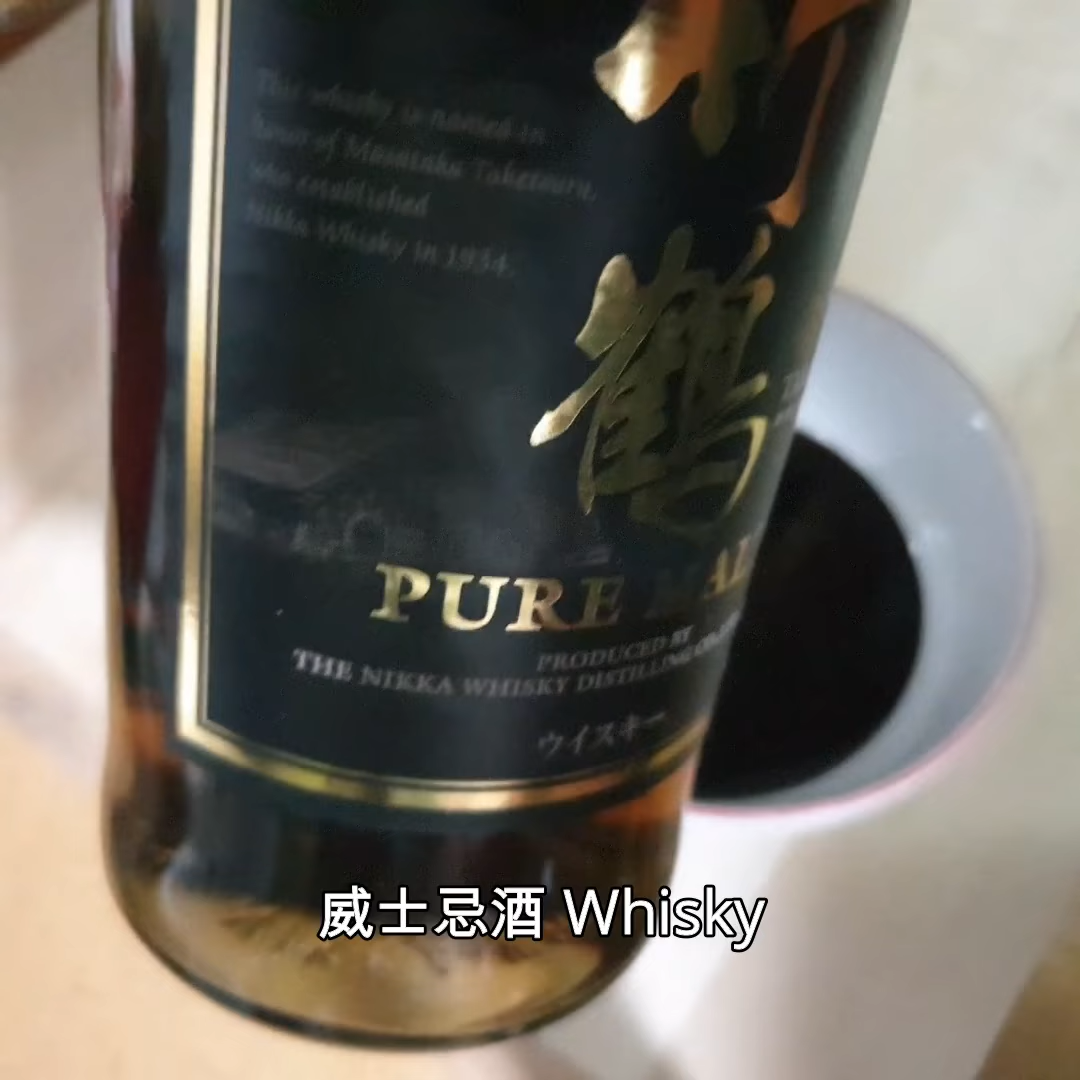 This whisky is named in
honor of Masataka Taketsuru,
who established
Nikka Whisky in 1934.
鶴
PURE
PRODUCED BY
THE NIKKA WHISKY DISTILLING
ウイスキー
威士忌酒 Whisky